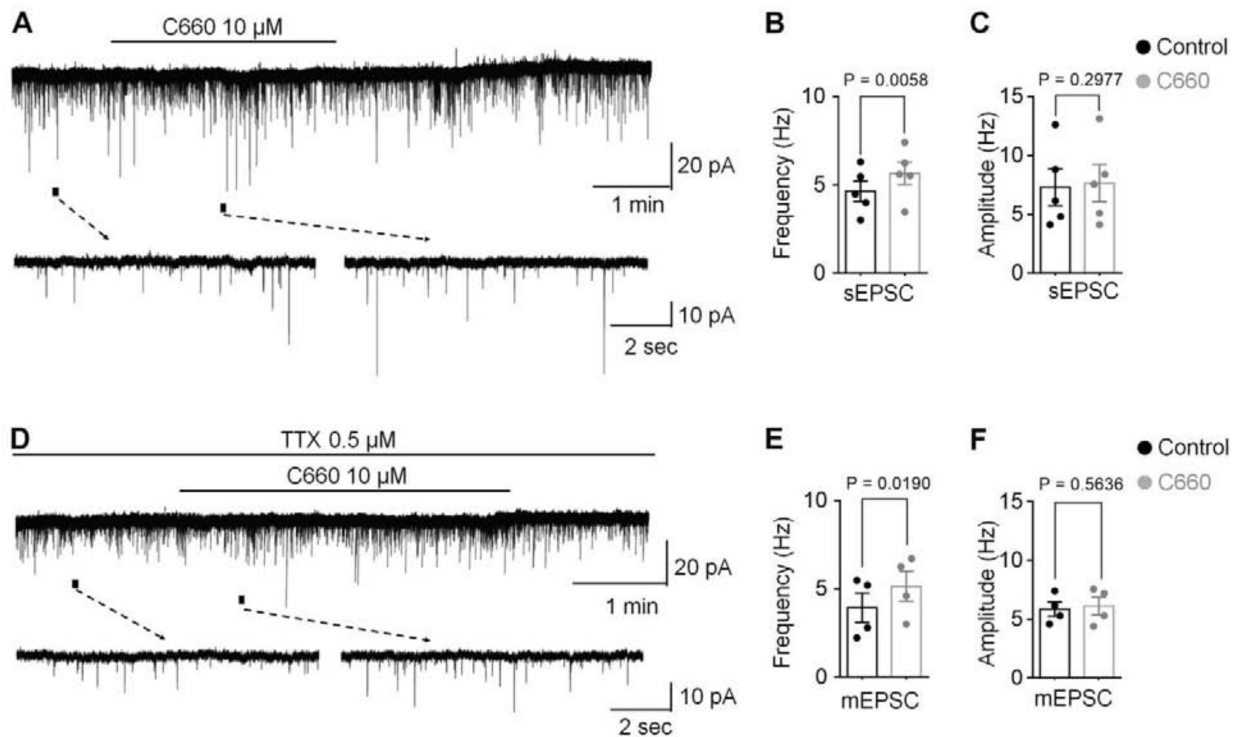 A
C660 10 µM
20 pA
1 min
10 pA
2 sec
B
P = 0.0058
10
5
0
Frequency (Hz)
sEPSC
C
P = 0.2977
15
10
5
0
Amplitude (Hz)
sEPSC
Control
C660
D
TTX 0.5 µM
C660 10 µM
20 pA
1 min
10 pA
2 sec
E
P = 0.0190
10
5
0
Frequency (Hz)
mEPSC
F
P = 0.5636
15
10
5
0
Amplitude (Hz)
mEPSC
Control
C660